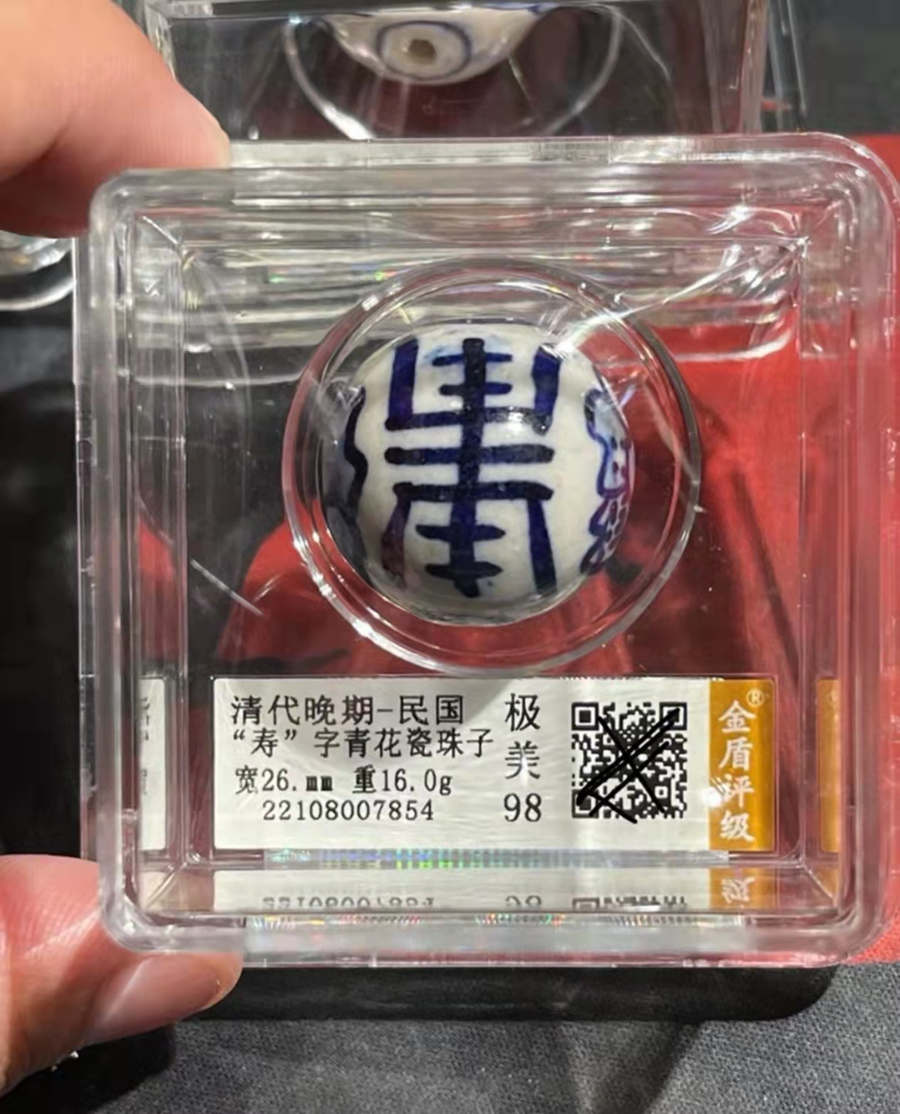 寿
清代晚期-民国
“寿”字青花瓷珠子
宽26.mm 重16.0g
22108007854
极美
98
金盾评级®